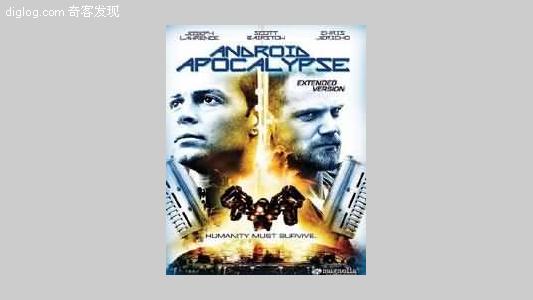 diglog.com 奇客发现
JOSEPH LAWRENCE
SCOTT BAIRSTOW
CHRIS JERICHO
ANDROID
APOCALYPSE
EXTENDED
VERSION
HUMANITY MUST SURVIVE.
magnolia